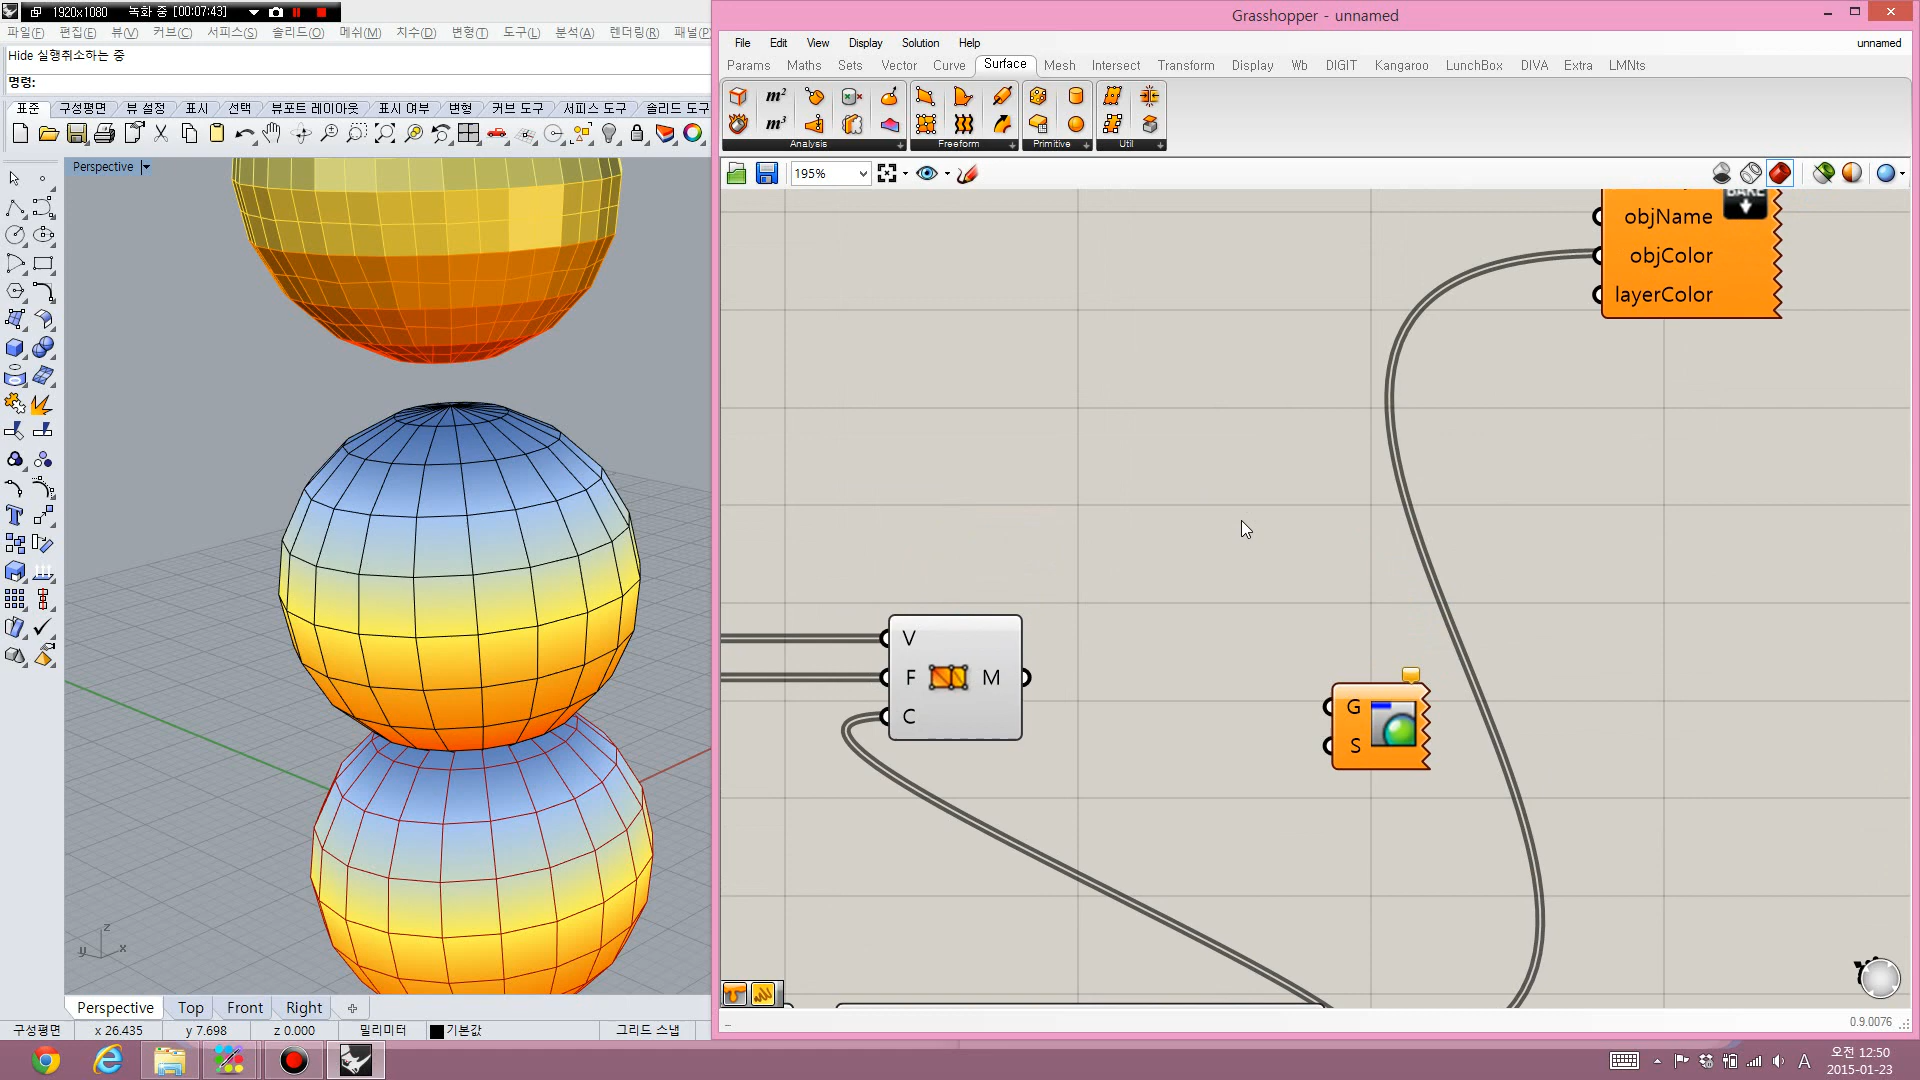 1920x1080 녹화 중 [00:07:43]
파일(F) 편집(E) 뷰(V) 커브(C) 서피스(S) 솔리드(O) 메쉬(M) 치수(D) 변형(T) 도구(L) 분석(A) 렌더링(R) 패널(P
Hide 실행취소하는 중
명령:
표준 구성평면 뷰 설정 표시 선택 뷰포트 레이아웃 표시 여부 변형 커브 도구 서피스 도구 솔리드 도구
Perspective
z
y
x
Perspective Top Front Right
구성평면 x 26.435 y 7.698 z 0.000 밀리미터 기본값 그리드 스냅
Grasshopper - unnamed
File Edit View Display Solution Help unnamed
Params Maths Sets Vector Curve Surface Mesh Intersect Transform Display Wb DIGIT Kangaroo LunchBox DIVA Extra LMNts
m²
m³
Analysis Freeform Primitive Util
195%
BAKE
objName
objColor
layerColor
V
F M
C
G
S
0.9.0076
A
오전 12:50
2015-01-23